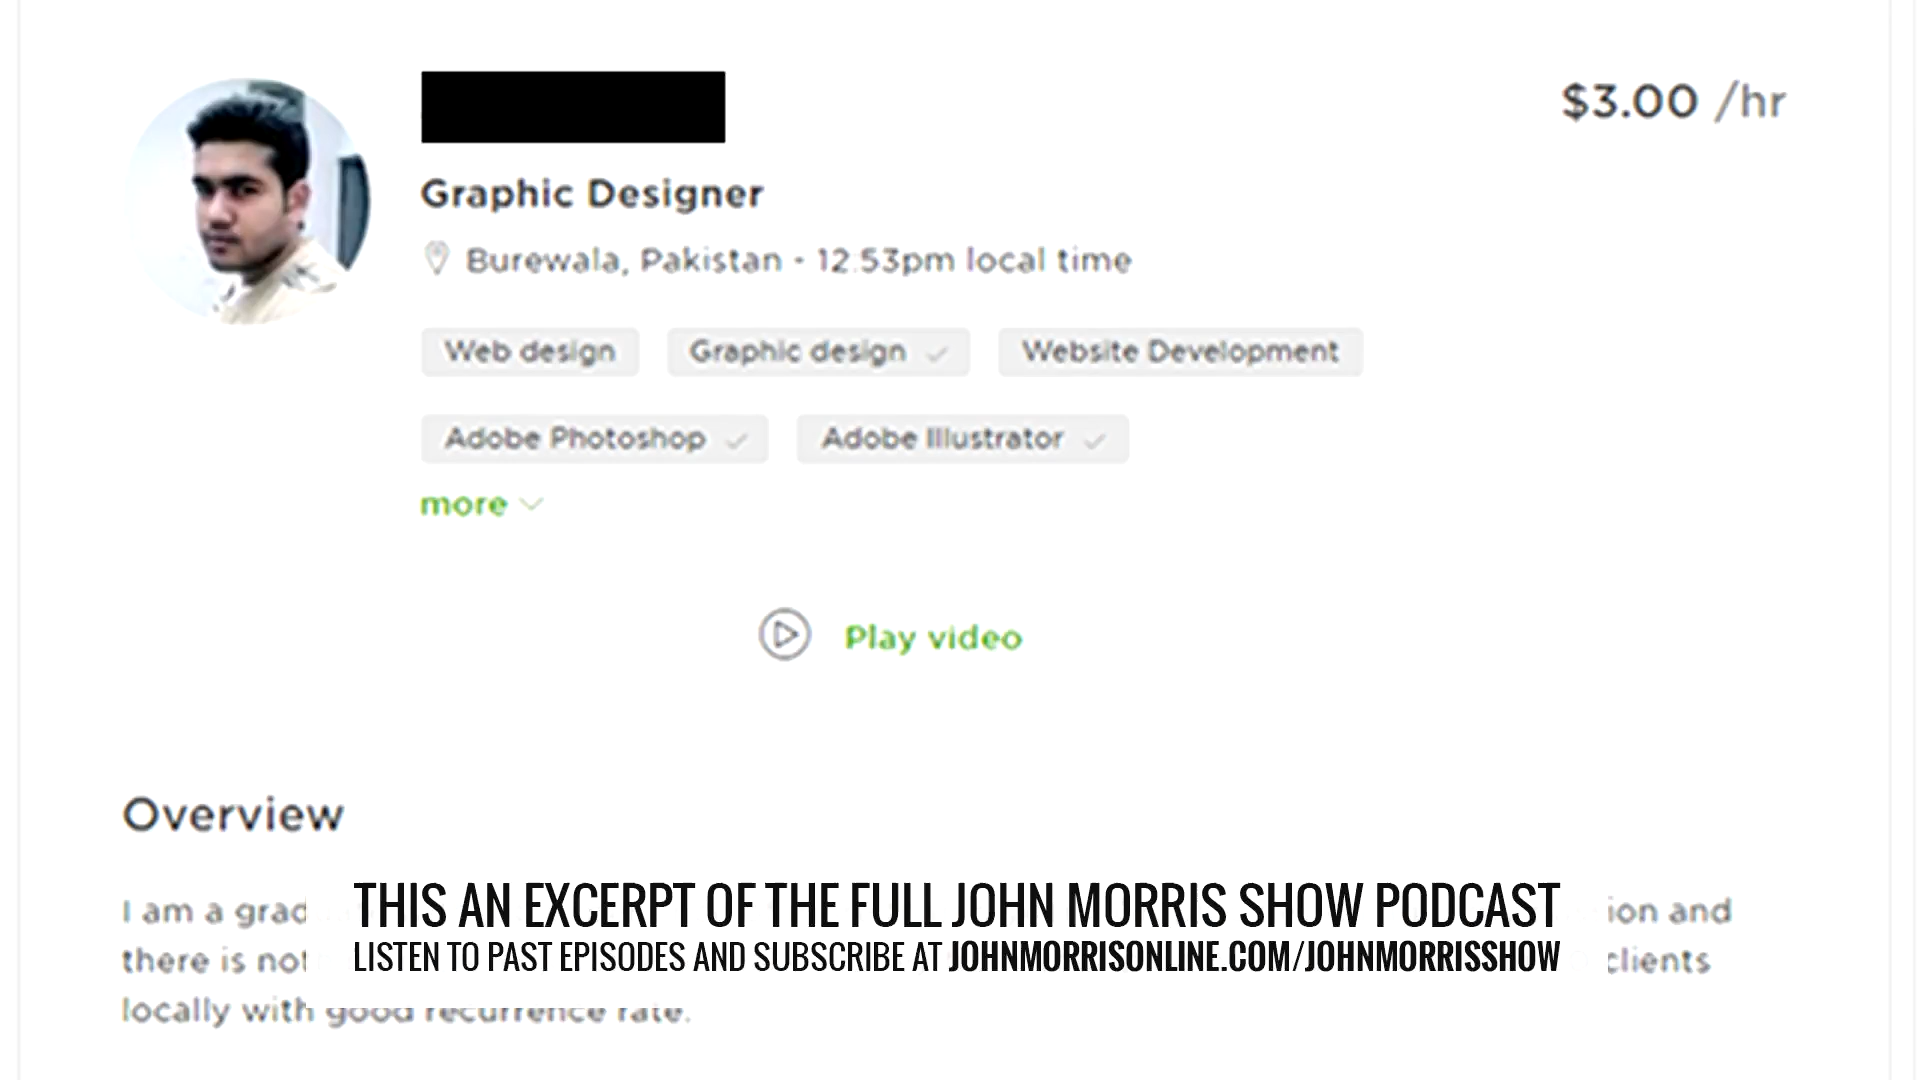 $3.00 /hr
Graphic Designer
Burewala, Pakistan - 12:53pm local time
Web design
Graphic design
Website Development
Adobe Photoshop
Adobe Illustrator
more
Play video
Overview
I am a grad
ion and
THIS AN EXCERPT OF THE FULL JOHN MORRIS SHOW PODCAST
there is not
clients
LISTEN TO PAST EPISODES AND SUBSCRIBE AT JOHNMORRISONLINE.COM/JOHNMORRISSHOW
locally with good recurrence rate.